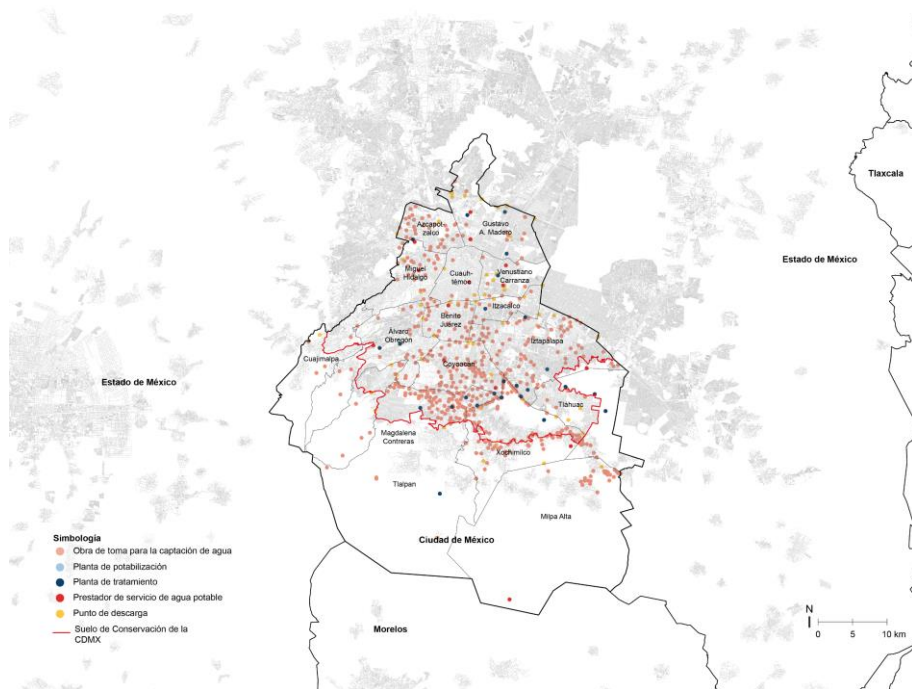 Tlaxcala
Estado de México
Azcapot-
zalco
Gustavo
A. Madero
Miguel
Hidalgo
Cuauh-
témoc
Venustiano
Carranza
Iztacalco
Benito
Juárez
Álvaro
Obregón
Iztapalapa
Cuajimalpa
Coyoacán
Estado de México
Tláhuac
Magdalena
Contreras
Xochimilco
Tlalpan
Milpa Alta
Ciudad de México
Morelos
Simbología
Obra de toma para la captación de agua
Planta de potabilización
Planta de tratamiento
Prestador de servicio de agua potable
Punto de descarga
Suelo de Conservación de la
CDMX
N
0 5 10 km